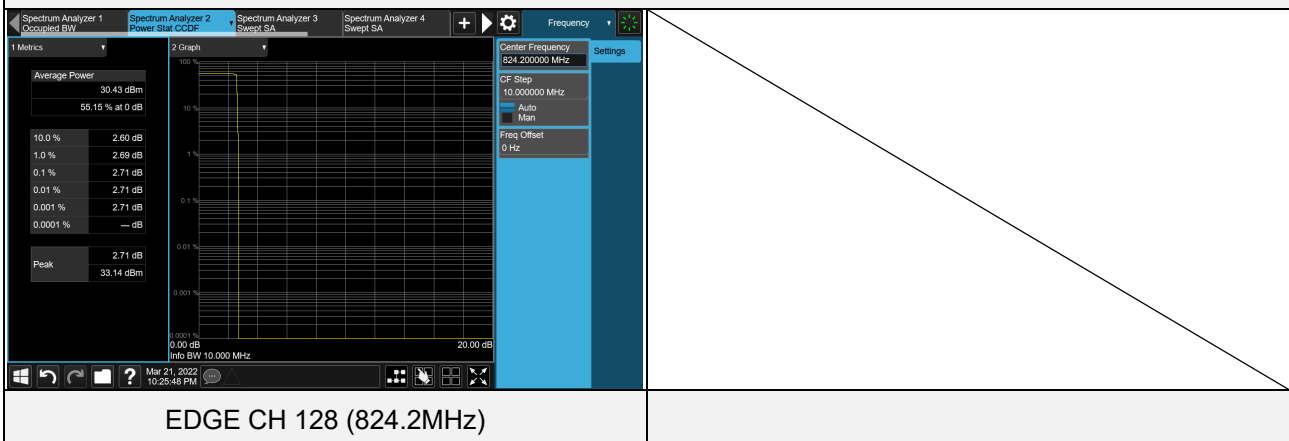 Spectrum Analyzer 1
Occupied BW
Spectrum Analyzer 2
Power Stat CCDF
Spectrum Analyzer 3
Swept SA
Spectrum Analyzer 4
Swept SA
+
Frequency
1 Metrics
2 Graph
Average Power
30.43 dBm
55.15 % at 0 dB
10.0 % 2.60 dB
1.0 % 2.69 dB
0.1 % 2.71 dB
0.01 % 2.71 dB
0.001 % 2.71 dB
0.0001 % --- dB
Peak
2.71 dB
33.14 dBm
100 %
10 %
1 %
0.1 %
0.01 %
0.001 %
0.0001 %
0.00 dB 20.00 dB
Info BW 10.000 MHz
Center Frequency
824.200000 MHz
CF Step
10.000000 MHz
Auto
Man
Freq Offset
0 Hz
Settings
?
Mar 21, 2022
10:25:48 PM
EDGE CH 128 (824.2MHz)